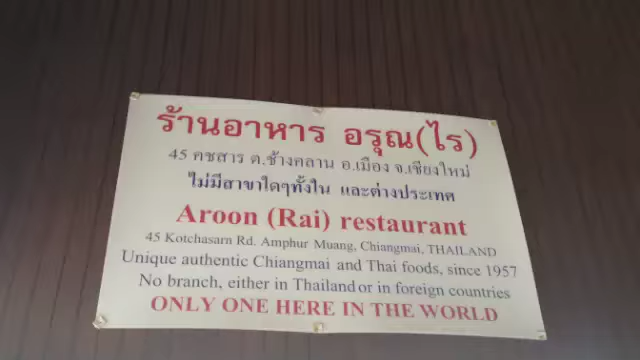 ร้านอาหาร อรุณ(ไร)
45 คชสาร ต.ช้างคลาน อ.เมือง จ.เชียงใหม่
ไม่มีสาขาใดๆทั้งใน และต่างประเทศ
Aroon (Rai) restaurant
45 Kotchasarn Rd. Amphur Muang, Chiangmai, THAILAND
Unique authentic Chiangmai and Thai foods, since 1957
No branch, either in Thailand or in foreign countries
ONLY ONE HERE IN THE WORLD